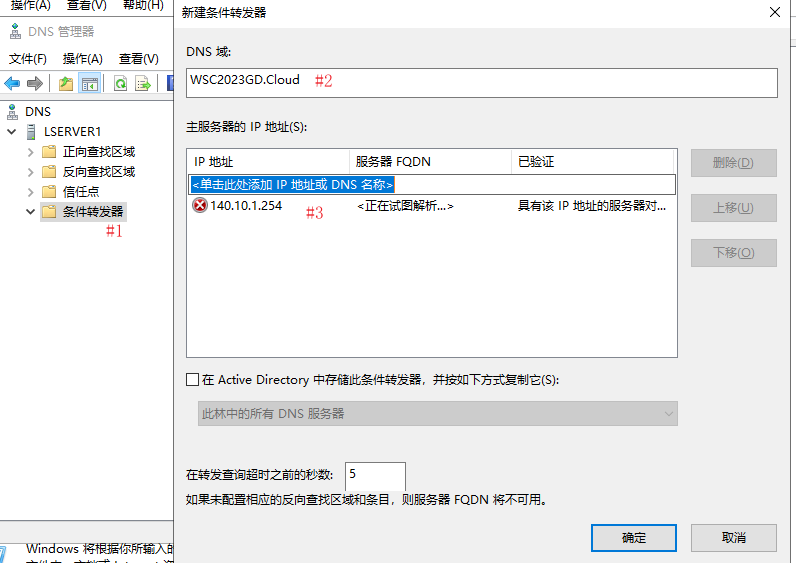 操作(A) 查看(V) 帮助(H)
DNS 管理器
文件(F) 操作(A) 查看(V)
DNS
LSERVER1
正向查找区域
反向查找区域
信任点
条件转发器
#1
新建条件转发器
DNS 域:
WSC2023GD.Cloud #2
主服务器的 IP 地址(S):
IP 地址 服务器 FQDN 已验证
<单击此处添加 IP 地址或 DNS 名称>
140.10.1.254 #3 <正在试图解析...> 具有该 IP 地址的服务器对...
删除(D)
上移(U)
下移(O)
在 Active Directory 中存储此条件转发器，并按如下方式复制它(S):
此林中的所有 DNS 服务器
在转发查询超时之前的秒数: 5
如果未配置相应的反向查找区域和条目，则服务器 FQDN 将不可用。
确定 取消
Windows 将根据你所输入的